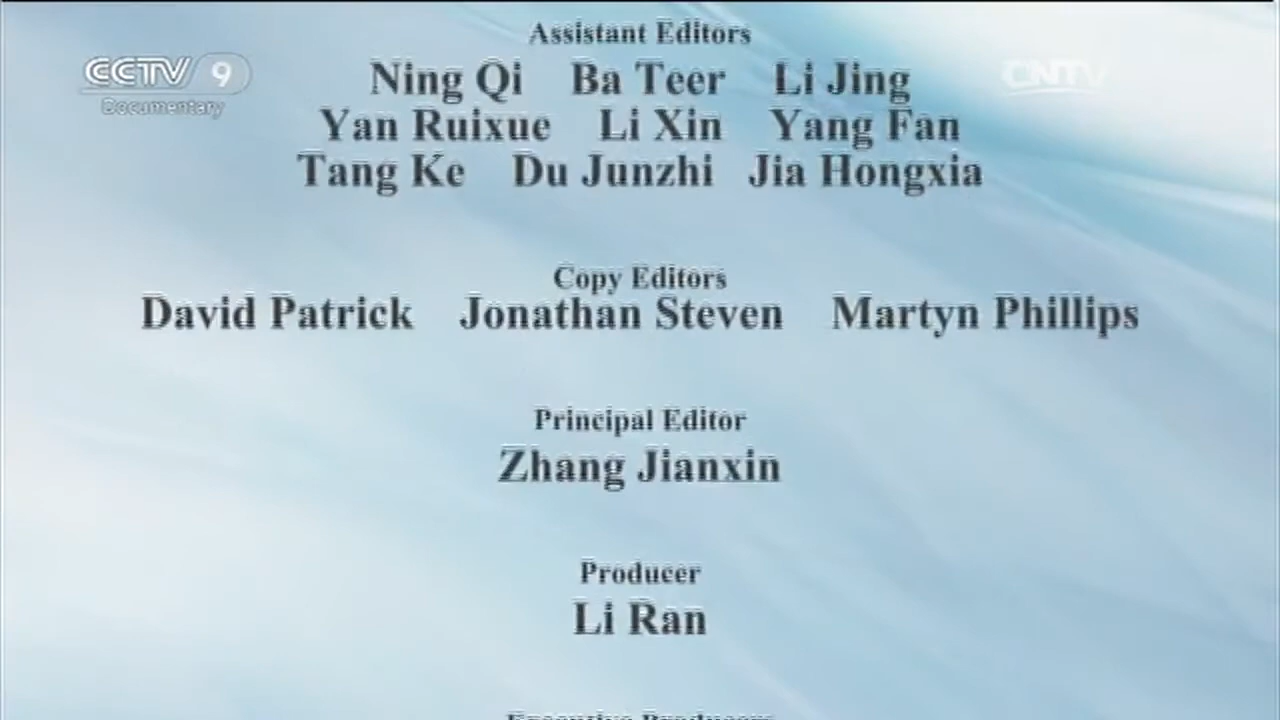 Assistant Editors
CCTV 9
Documentary
CNTV
Ning Qi Ba Teer Li Jing
Yan Ruixue Li Xin Yang Fan
Tang Ke Du Junzhi Jia Hongxia
Copy Editors
David Patrick Jonathan Steven Martyn Phillips
Principal Editor
Zhang Jianxin
Producer
Li Ran
Executive Producers